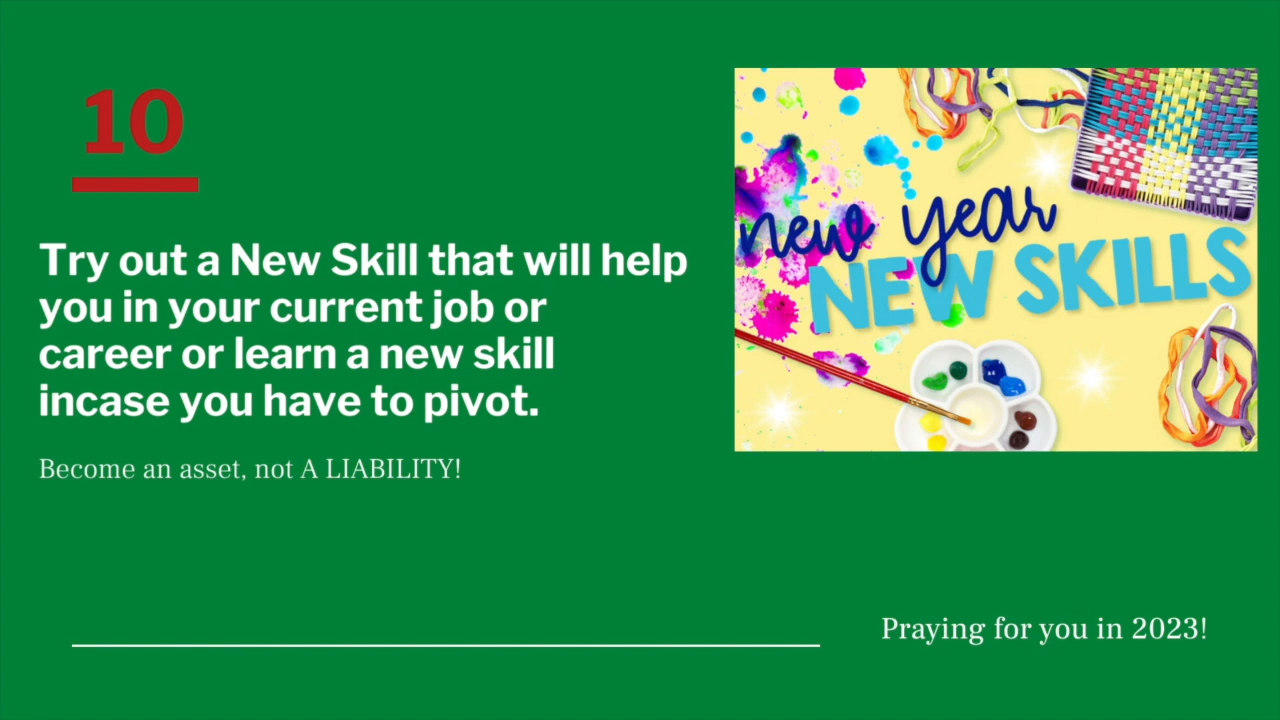 10
Try out a New Skill that will help
you in your current job or
career or learn a new skill
incase you have to pivot.
Become an asset, not A LIABILITY!
new year
NEW SKILLS
Praying for you in 2023!